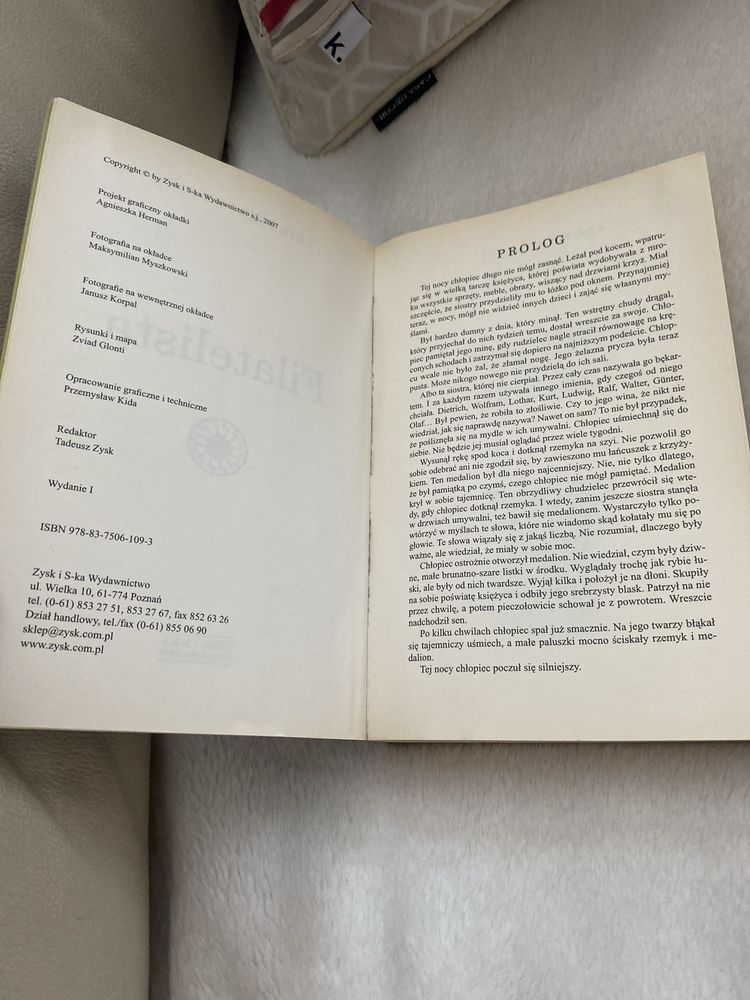 k.
Copyright © by Zysk i S-ka Wydawnictwo s.j., 2007
Projekt graficzny okładki
Agnieszka Herman
Fotografia na okładce
Maksymilian Myszkowski
Fotografie na wewnętrznej okładce
Janusz Korpal
Rysunki i mapa
Zviad Glonti
Opracowanie graficzne i techniczne
Przemysław Kida
Redaktor
Tadeusz Zysk
Wydanie I
ISBN 978-83-7506-109-3
Zysk i S-ka Wydawnictwo
ul. Wielka 10, 61-774 Poznań
tel. (0-61) 853 27 51, 853 27 67, fax 852 63 26
Dział handlowy, tel./fax (0-61) 855 06 90
sklep@zysk.com.pl
www.zysk.com.pl
PROLOG
Tej nocy chłopiec długo nie mógł zasnąć. Leżał pod kocem, wpatru-
jąc się w wielką tarczę księżyca, której poświata wydobywała z mro-
ku wszystkie sprzęty, meble, obrazy, wiszący nad drzwiami krzyż. Miał
szczęście, że siostry przydzieliły mu to łóżko pod oknem. Przynajmniej
teraz, w nocy, mógł nie widzieć innych dzieci i zająć się własnymi my-
ślami.
Był bardzo dumny z dnia, który minął. Ten wstrętny chudy dragal,
który przyjechał do nich tydzień temu, dostał wreszcie za swoje. Chło-
piec pamiętał jego minę, gdy rudzielec nagle stracił równowagę na krę-
conych schodach i zatrzymał się dopiero na najniższym podeście. Chłop-
cu wcale nie było żal, że złamał nogę. Jego żelazna prycza była teraz
pusta. Może nikogo nowego nie przydzielą do ich sali.
Albo ta siostra, której nie cierpiał. Przez cały czas nazywała go bękar-
tem. I za każdym razem używała innego imienia, gdy czegoś od niego
chciała. Dietrich, Wolfram, Lothar, Kurt, Ludwig, Ralf, Walter, Günter,
Olaf... Był pewien, że robiła to złośliwie. Czy to jego wina, że nikt nie
wiedział, jak się naprawdę nazywa? Nawet on sam? To nie był przypadek,
że pośliznęła się na mydle w ich umywalni. Chłopiec uśmiechnął się do
siebie. Nie będzie jej musiał oglądać przez wiele tygodni.
Wysunął rękę spod koca i dotknął rzemyka na szyi. Nie pozwolił go
sobie odebrać ani nie zgodził się, by zawieszono mu łańcuszek z krzyży-
kiem. Ten medalion był dla niego najcenniejszy. Nie, nie tylko dlatego,
że był pamiątką po czymś, czego chłopiec nie mógł pamiętać. Medalion
krył w sobie tajemnicę. Ten obrzydliwy chudzielec przewrócił się wte-
dy, gdy chłopiec dotknął rzemyka. I wtedy, zanim jeszcze siostra stanęła
w drzwiach umywalni, też bawił się medalionem. Wystarczyło tylko po-
wtórzyć w myślach te słowa, które nie wiadomo skąd kołatały mu się po
głowie. Te słowa wiązały się z jakąś liczbą. Nie rozumiał, dlaczego były
ważne, ale wiedział, że miały w sobie moc.
Chłopiec ostrożnie otworzył medalion. Nie wiedział, czym były dziw-
ne, małe brunatno-szare listki w środku. Wyglądały trochę jak rybie łu-
ski, ale były od nich twardsze. Wyjął kilka i położył je na dłoni. Skupiły
na sobie poświatę księżyca i odbiły jego srebrzysty blask. Patrzył na nie
przez chwilę, a potem pieczołowicie schował je z powrotem. Wreszcie
nadchodził sen.
Po kilku chwilach chłopiec spał już smacznie. Na jego twarzy błąkał
się tajemniczy uśmiech, a małe paluszki mocno ściskały rzemyk i me-
dalion.
Tej nocy chłopiec poczuł się silniejszy.